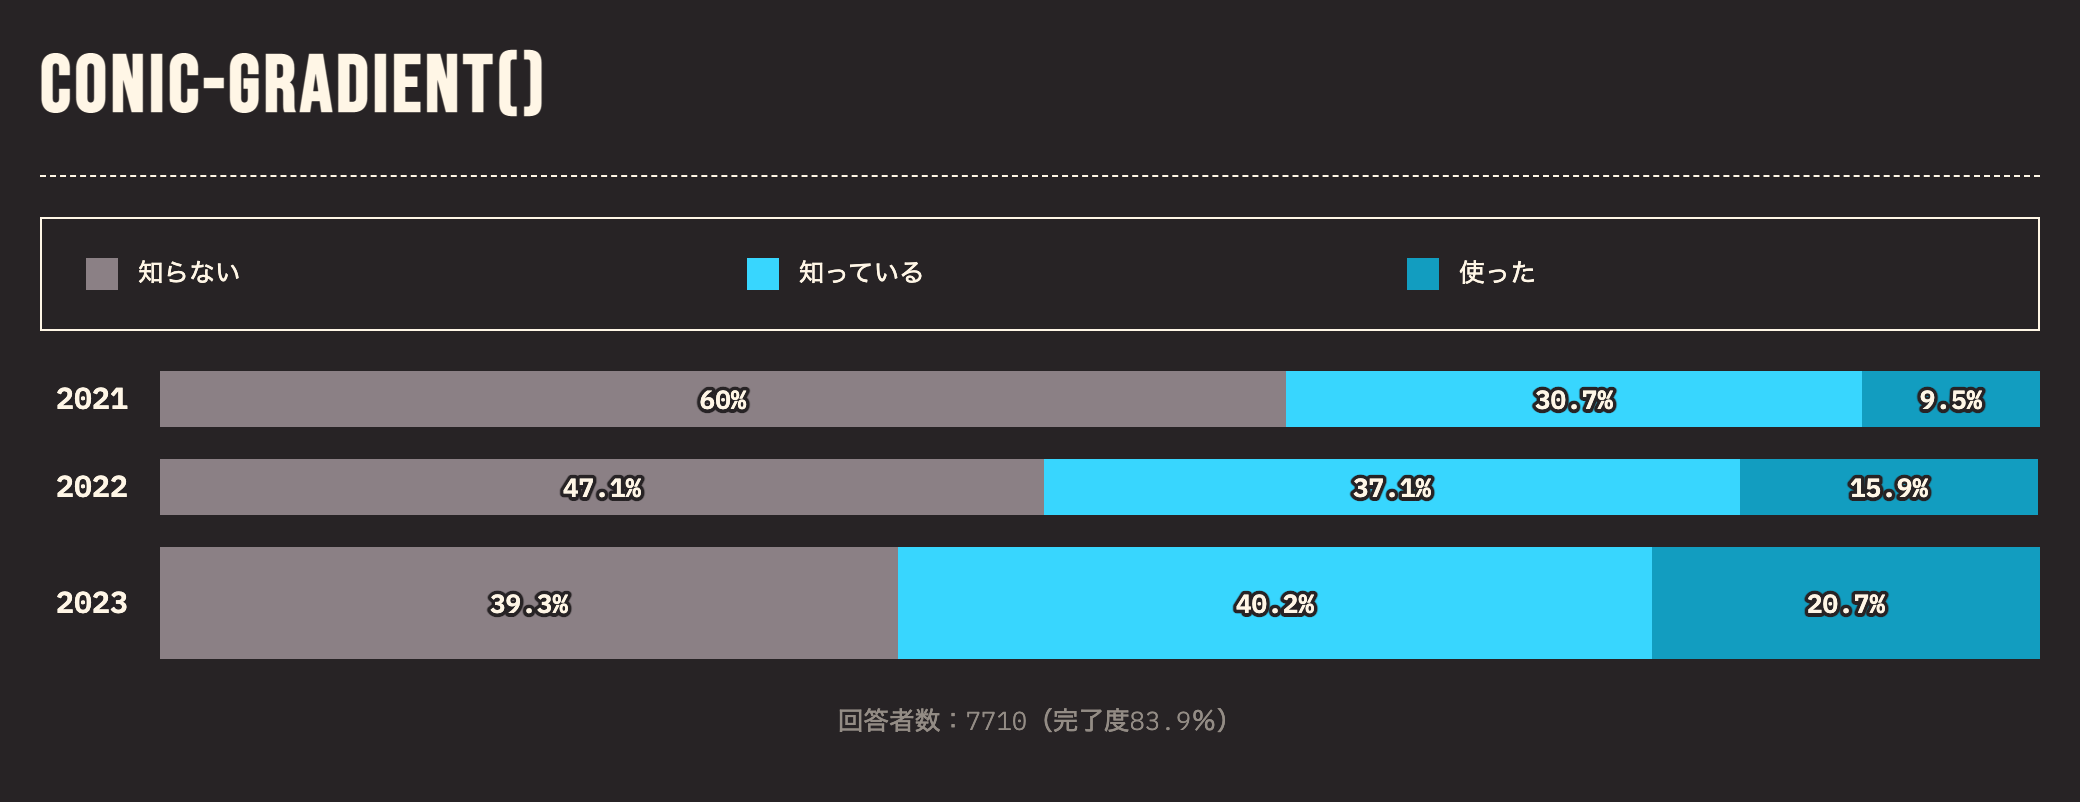 CONIC-GRADIENT()
知らない 知っている 使った
2021 60% 30.7% 9.5%
2022 47.1% 37.1% 15.9%
2023 39.3% 40.2% 20.7%
回答者数：7710（完了度83.9%）